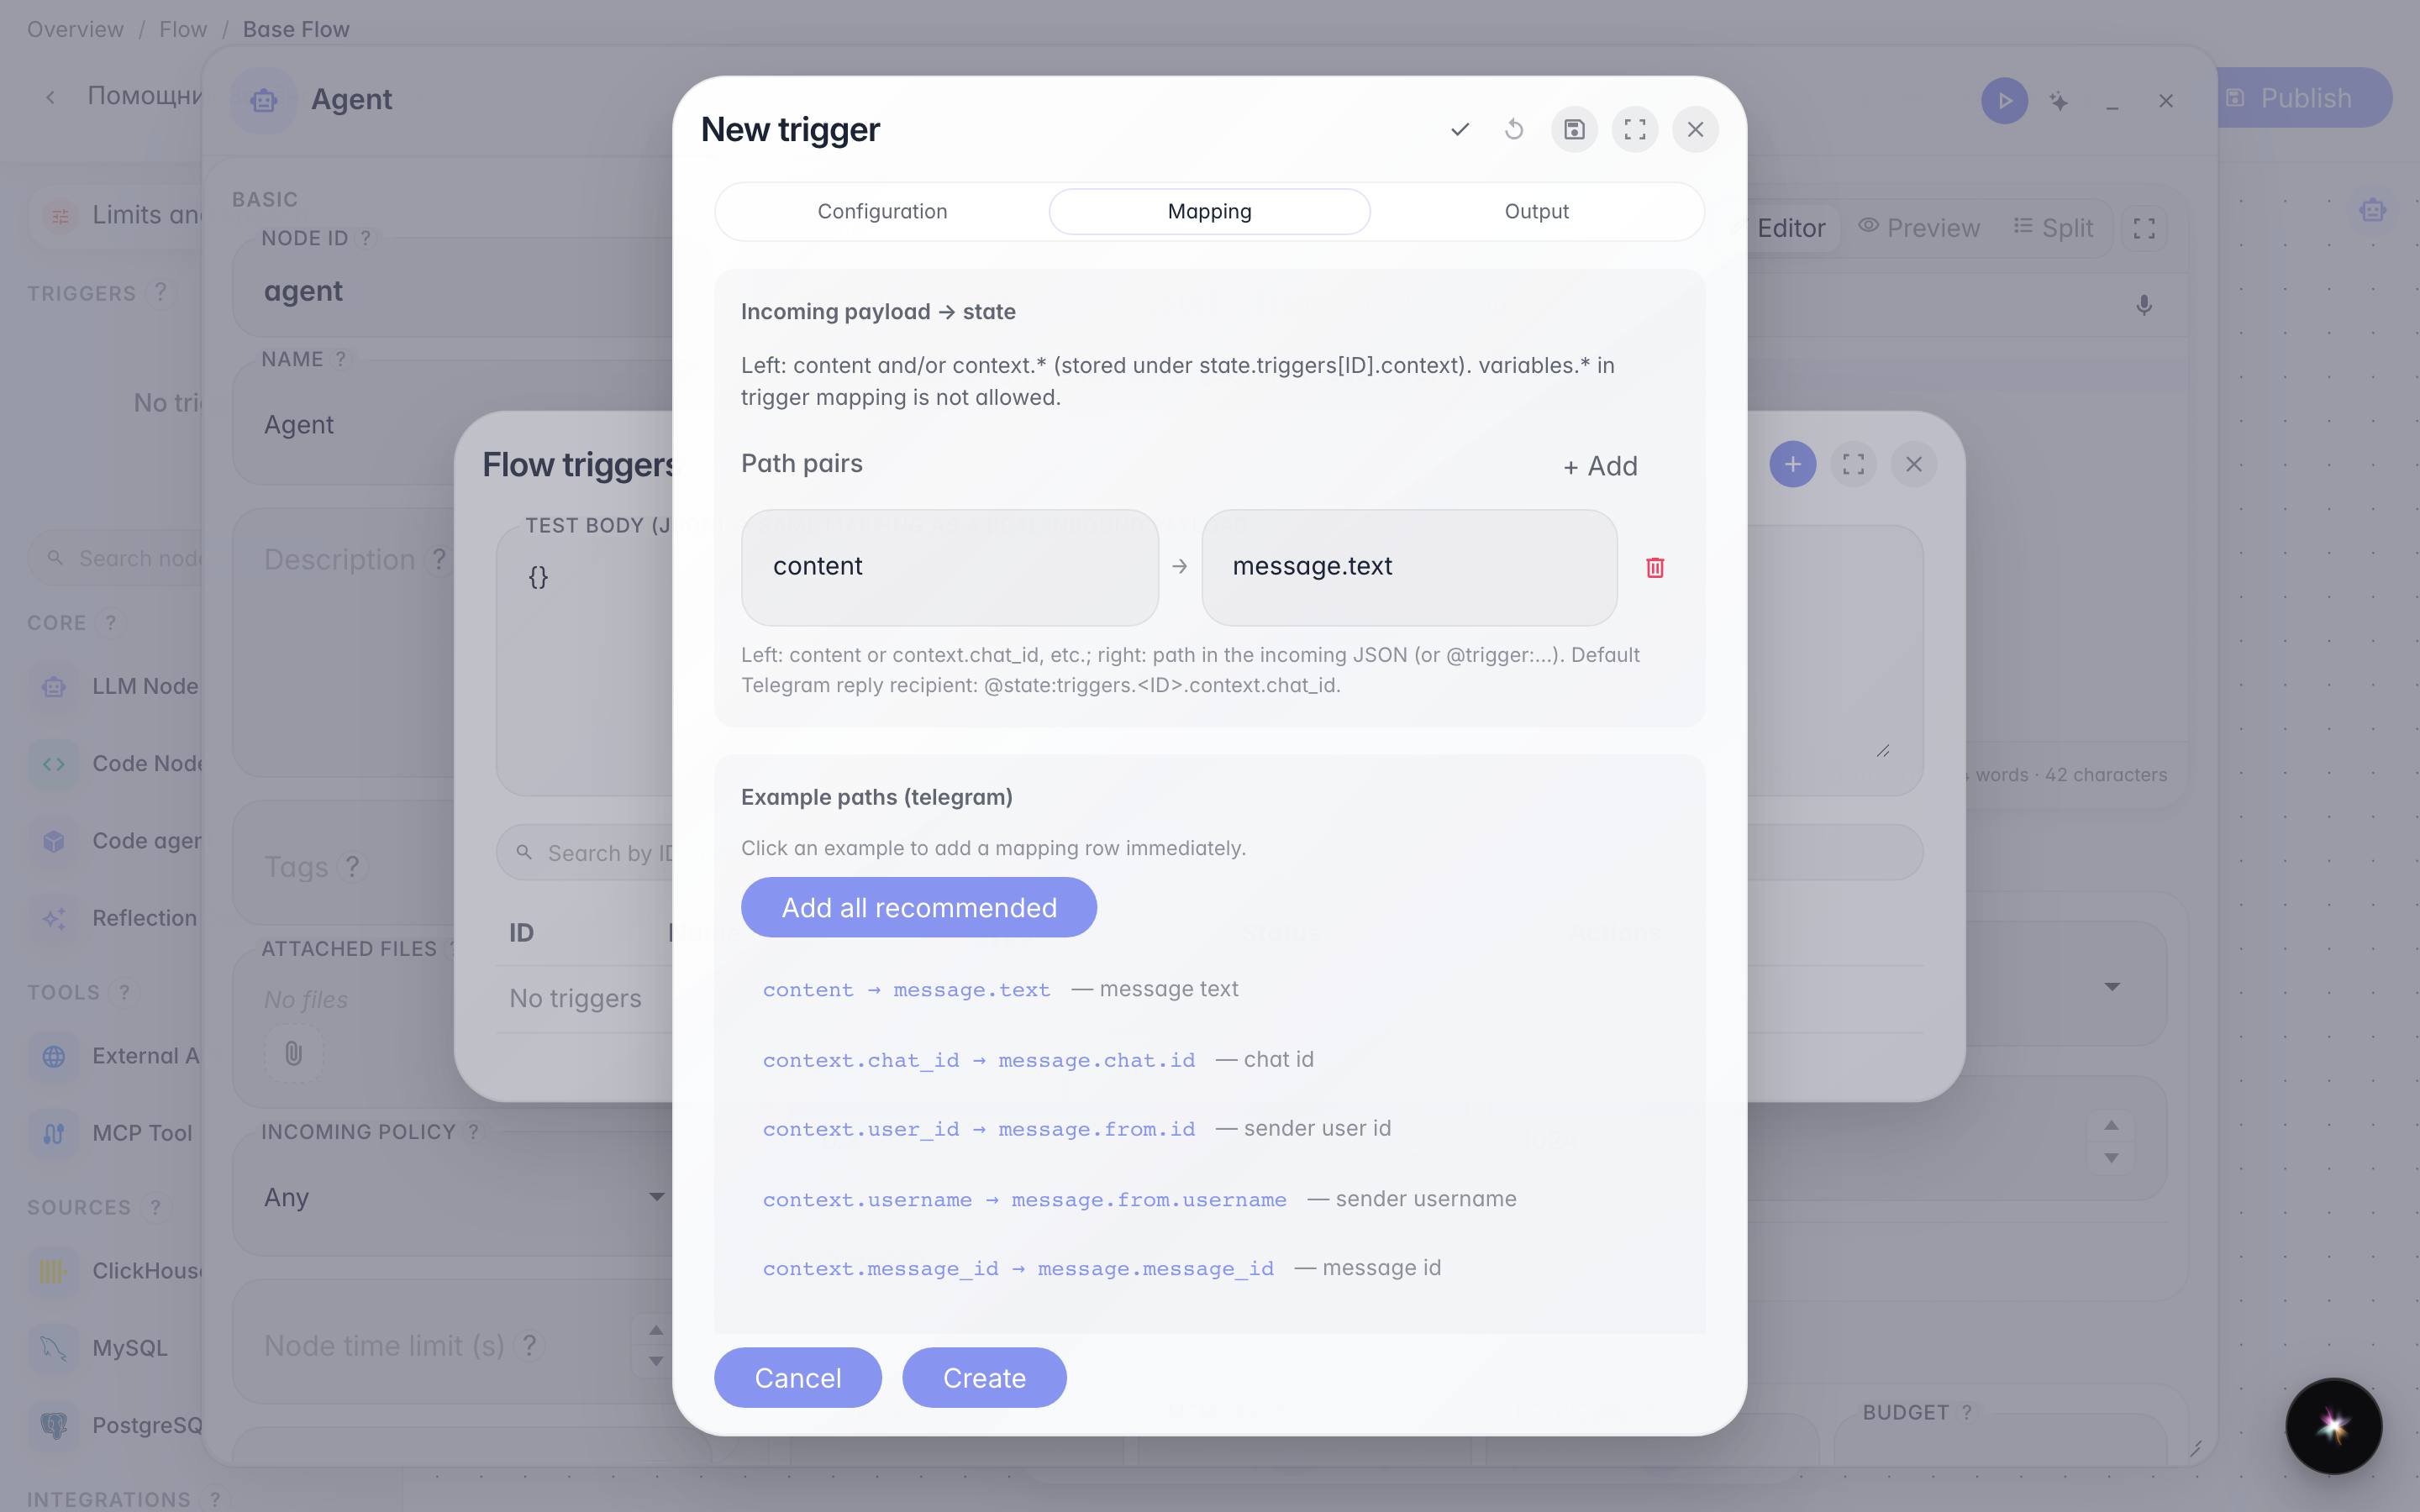 Overview / Flow / Base Flow
Помощни
Agent
Publish
New trigger
Configuration
Mapping
Output
Limits and
TRIGGERS ?
BASIC
NODE ID ?
agent
NAME ?
Agent
Editor
Preview
Split
Incoming payload → state
Left: content and/or context.* (stored under state.triggers[ID].context). variables.* in
trigger mapping is not allowed.
Path pairs
+ Add
content → message.text
Left: content or context.chat_id, etc.; right: path in the incoming JSON (or @trigger:...). Default
Telegram reply recipient: @state:triggers.<ID>.context.chat_id.
Example paths (telegram)
Click an example to add a mapping row immediately.
Add all recommended
content → message.text — message text
context.chat_id → message.chat.id — chat id
context.user_id → message.from.id — sender user id
context.username → message.from.username — sender username
context.message_id → message.message_id — message id
Cancel
Create
Flow triggers
TEST BODY (J
{}
Search by ID
ID
Status
Actions
No triggers
Description ?
Tags ?
ATTACHED FILES ?
No files
INCOMING POLICY ?
Any
Node time limit (s) ?
words · 42 characters
BUDGET ?
No tri
Search node
CORE ?
LLM Node
Code Node
Code agen
Reflection
TOOLS ?
External A
MCP Tool
SOURCES ?
ClickHous
MySQL
PostgreSQ
INTEGRATIONS ?